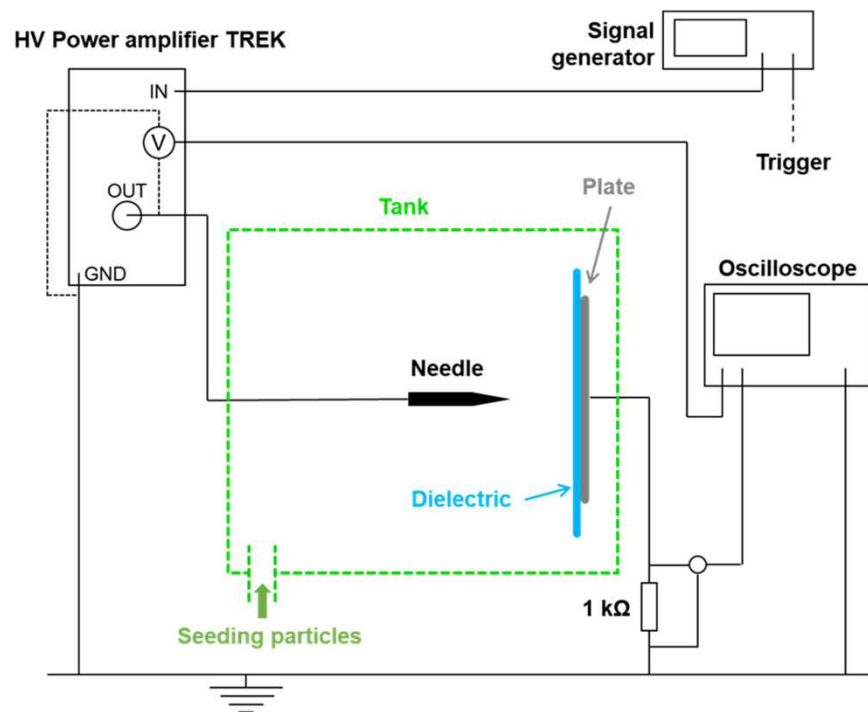 HV Power amplifier TREK
Signal
generator
IN
V
OUT
GND
Trigger
Plate
Tank
Oscilloscope
Needle
Dielectric
1 kΩ
Seeding particles